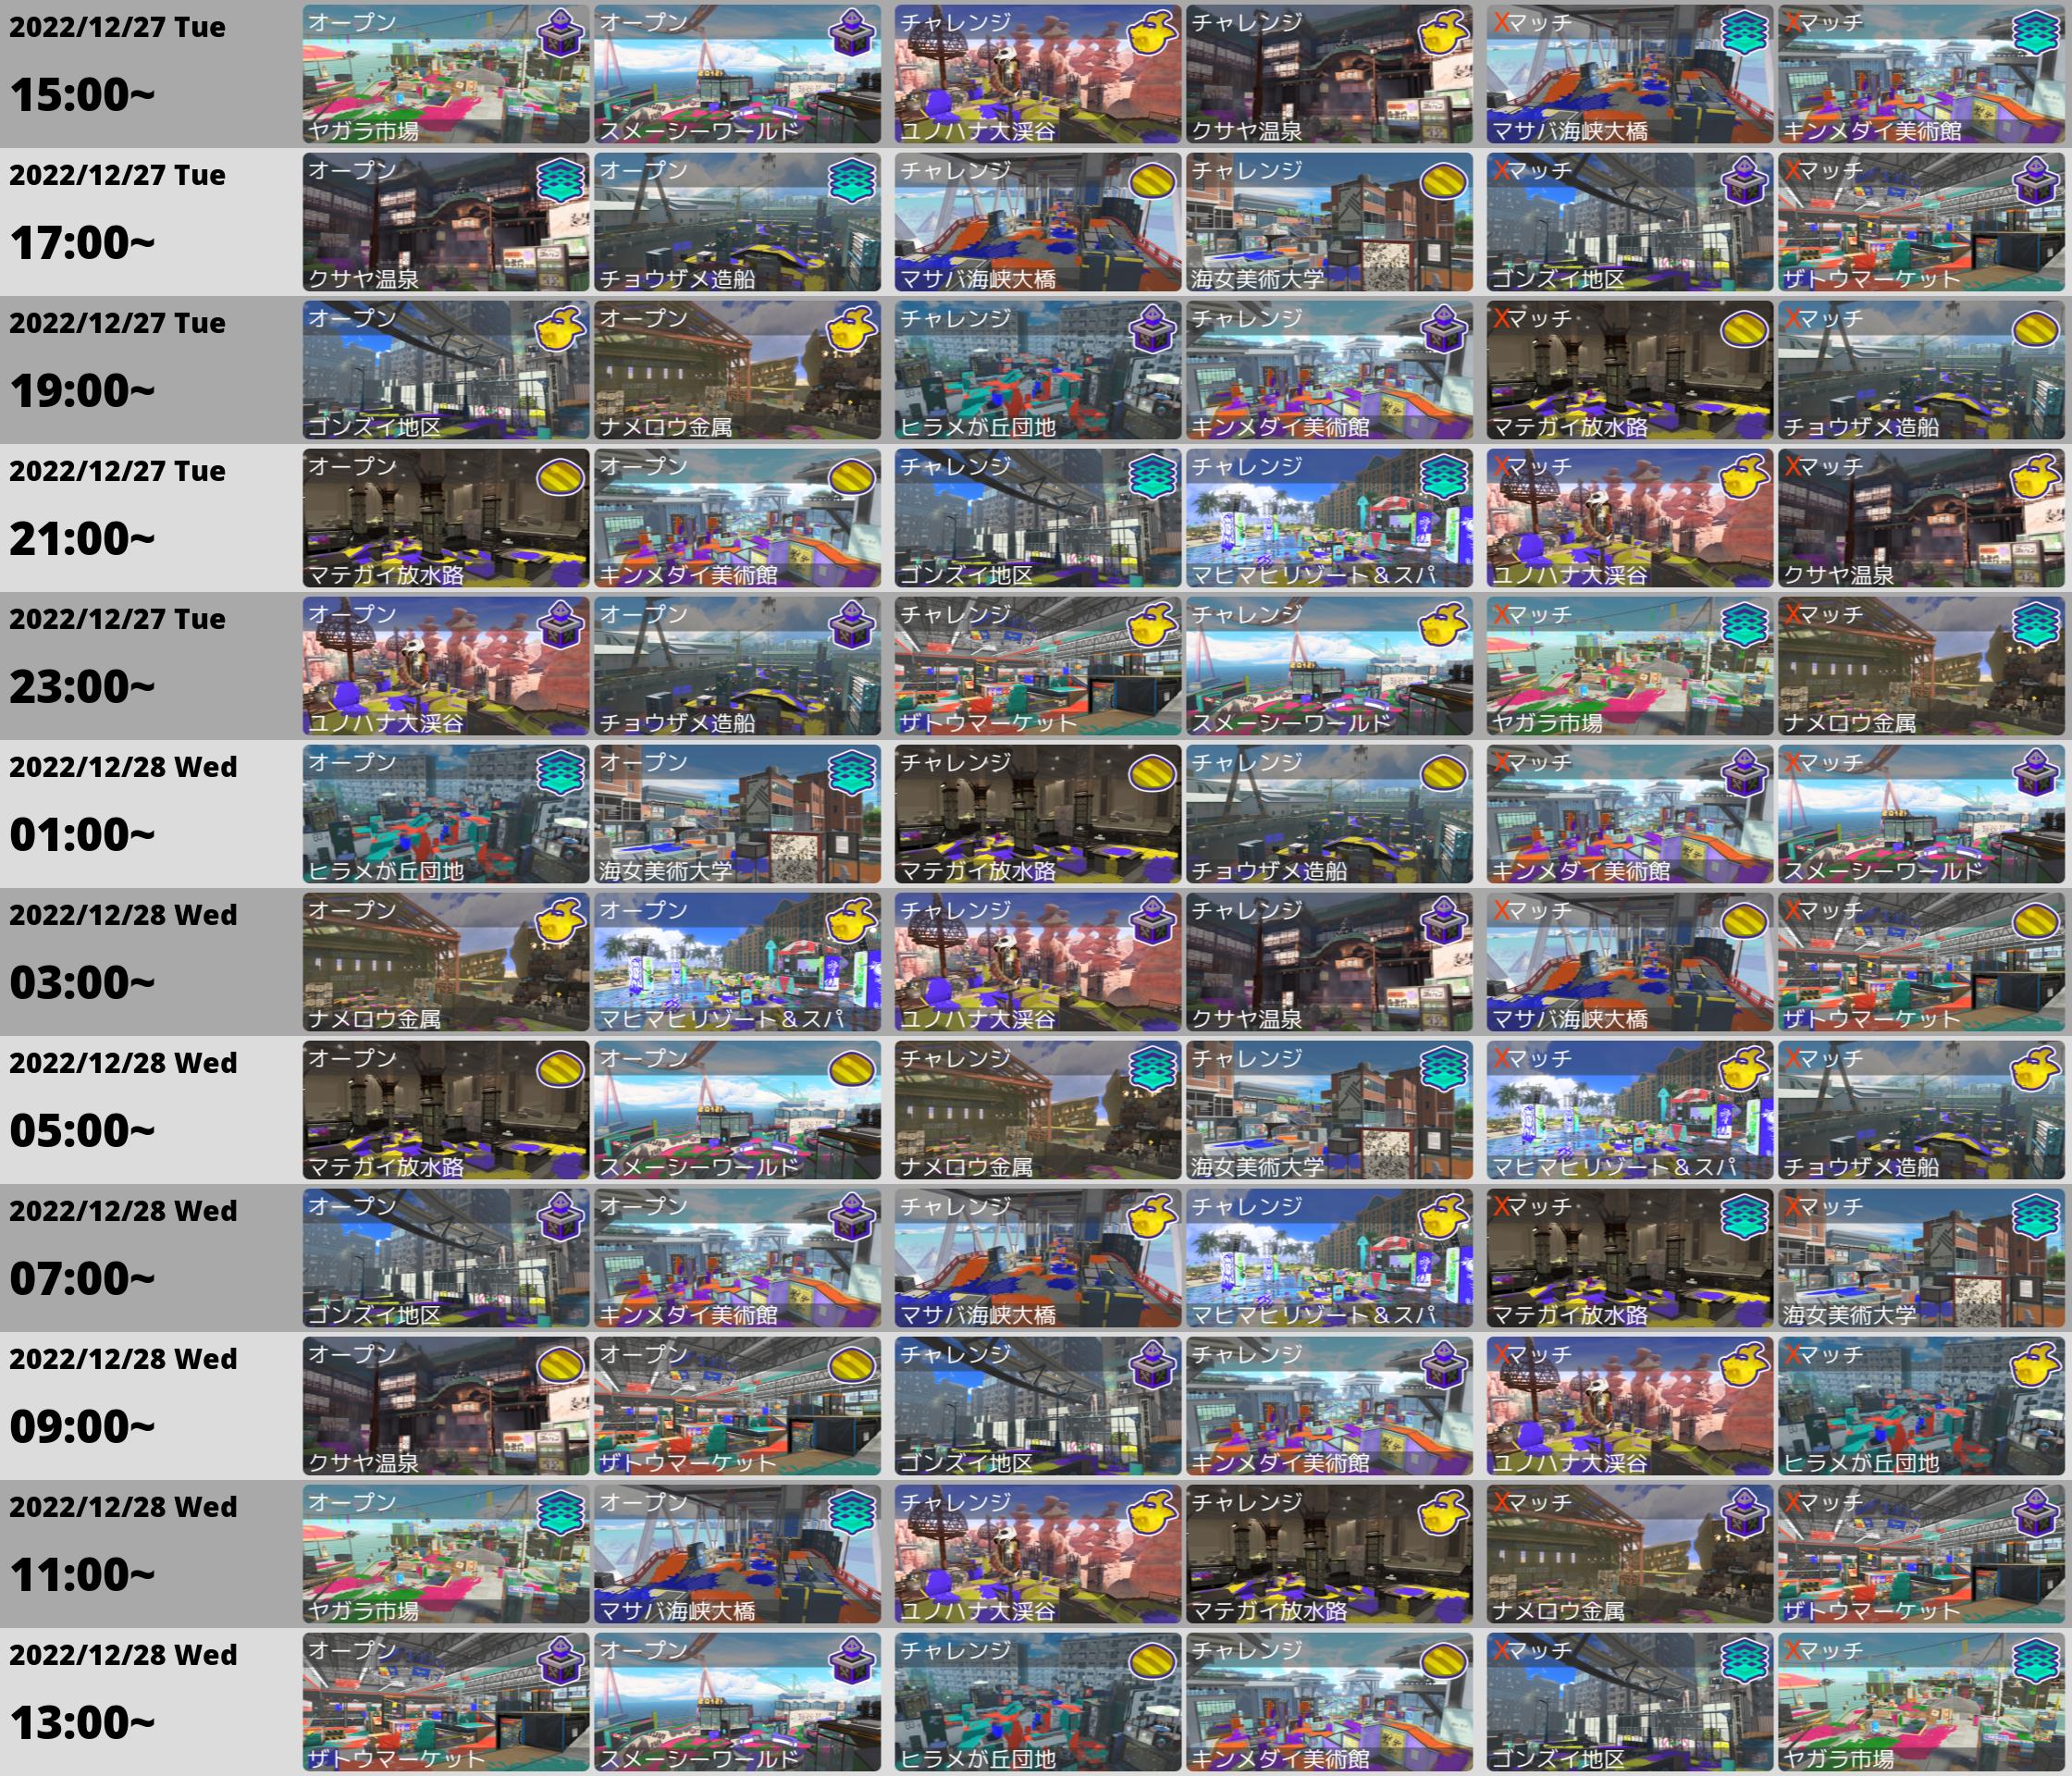 2022/12/27 Tue
15:00~
オープン オープン チャレンジ チャレンジ Xマッチ Xマッチ
ヤガラ市場 スメーシーワールド ユノハナ大渓谷 クサヤ温泉 マサバ海峡大橋 キンメダイ美術館
2022/12/27 Tue
17:00~
オープン オープン チャレンジ チャレンジ Xマッチ Xマッチ
クサヤ温泉 チョウザメ造船 マサバ海峡大橋 海女美術大学 ゴンズイ地区 ザトウマーケット
2022/12/27 Tue
19:00~
オープン オープン チャレンジ チャレンジ Xマッチ Xマッチ
ゴンズイ地区 ナメロウ金属 ヒラメが丘団地 キンメダイ美術館 マテガイ放水路 チョウザメ造船
2022/12/27 Tue
21:00~
オープン オープン チャレンジ チャレンジ Xマッチ Xマッチ
マテガイ放水路 キンメダイ美術館 ゴンズイ地区 マヒマヒリゾート&スパ ユノハナ大渓谷 クサヤ温泉
2022/12/27 Tue
23:00~
オープン オープン チャレンジ チャレンジ Xマッチ Xマッチ
ユノハナ大渓谷 チョウザメ造船 ザトウマーケット スメーシーワールド ヤガラ市場 ナメロウ金属
2022/12/28 Wed
01:00~
オープン オープン チャレンジ チャレンジ Xマッチ Xマッチ
ヒラメが丘団地 海女美術大学 マテガイ放水路 チョウザメ造船 キンメダイ美術館 スメーシーワールド
2022/12/28 Wed
03:00~
オープン オープン チャレンジ チャレンジ Xマッチ Xマッチ
ナメロウ金属 マヒマヒリゾート&スパ ユノハナ大渓谷 クサヤ温泉 マサバ海峡大橋 ザトウマーケット
2022/12/28 Wed
05:00~
オープン オープン チャレンジ チャレンジ Xマッチ Xマッチ
マテガイ放水路 スメーシーワールド ナメロウ金属 海女美術大学 マヒマヒリゾート&スパ チョウザメ造船
2022/12/28 Wed
07:00~
オープン オープン チャレンジ チャレンジ Xマッチ Xマッチ
ゴンズイ地区 キンメダイ美術館 マサバ海峡大橋 マヒマヒリゾート&スパ マテガイ放水路 海女美術大学
2022/12/28 Wed
09:00~
オープン オープン チャレンジ チャレンジ Xマッチ Xマッチ
クサヤ温泉 ザトウマーケット ゴンズイ地区 キンメダイ美術館 ユノハナ大渓谷 ヒラメが丘団地
2022/12/28 Wed
11:00~
オープン オープン チャレンジ チャレンジ Xマッチ Xマッチ
ヤガラ市場 マサバ海峡大橋 ユノハナ大渓谷 マテガイ放水路 ナメロウ金属 ザトウマーケット
2022/12/28 Wed
13:00~
オープン オープン チャレンジ チャレンジ Xマッチ Xマッチ
ザトウマーケット スメーシーワールド ヒラメが丘団地 キンメダイ美術館 ゴンズイ地区 ヤガラ市場